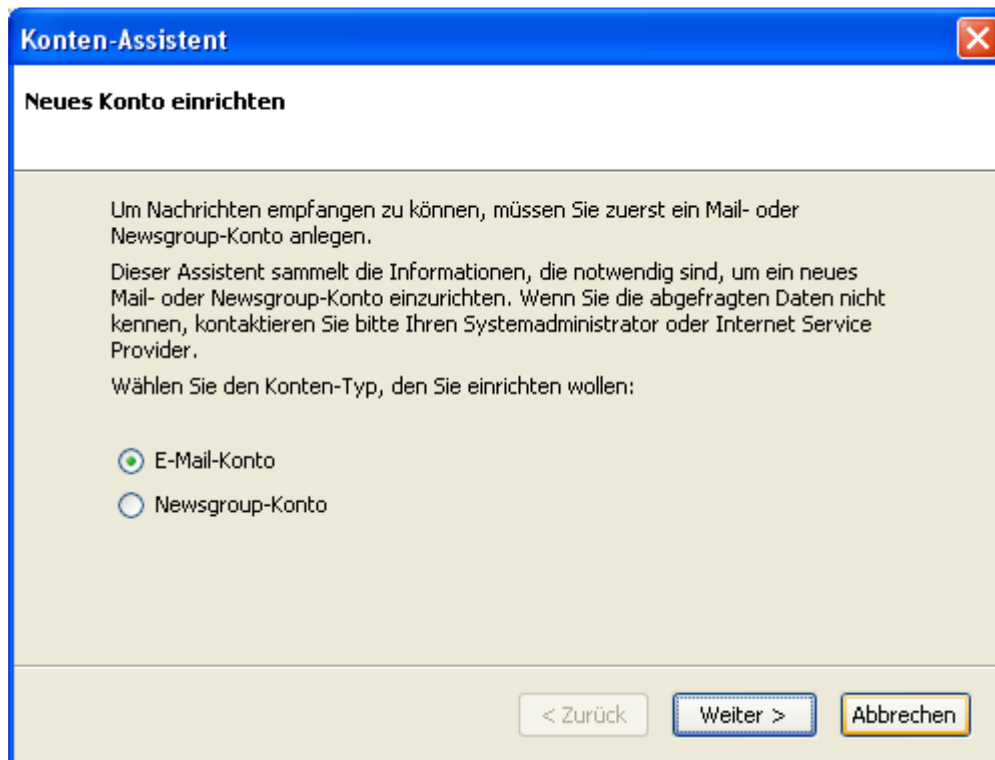 Konten-Assistent
Neues Konto einrichten
Um Nachrichten empfangen zu können, müssen Sie zuerst ein Mail- oder
Newsgroup-Konto anlegen.
Dieser Assistent sammelt die Informationen, die notwendig sind, um ein neues
Mail- oder Newsgroup-Konto einzurichten. Wenn Sie die abgefragten Daten nicht
kennen, kontaktieren Sie bitte Ihren Systemadministrator oder Internet Service
Provider.
Wählen Sie den Konten-Typ, den Sie einrichten wollen:
E-Mail-Konto
Newsgroup-Konto
< Zurück
Weiter >
Abbrechen